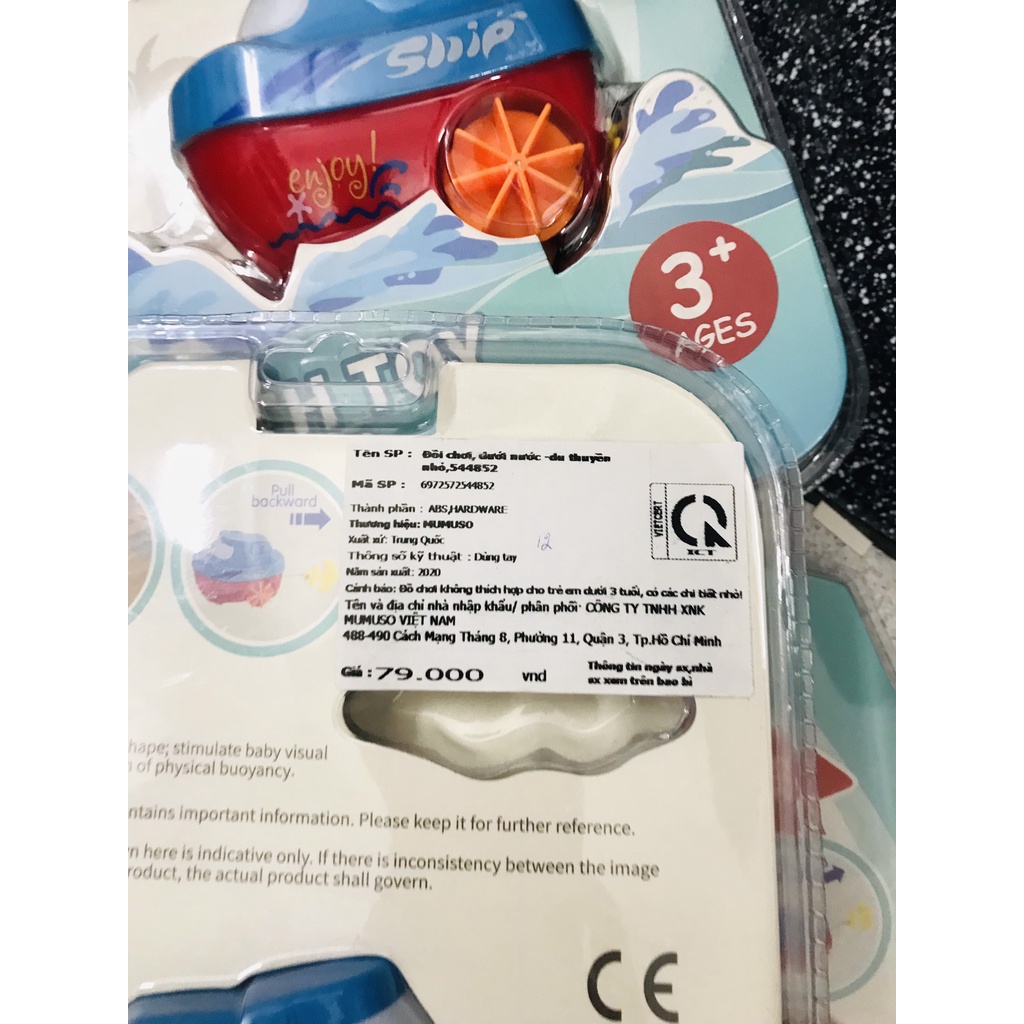 Ship
enjoy!
3+
AGES
H Toy
Pull
backward
Tên SP : Đồi chơi, dưới nước -du thuyền
nhỏ,544852
Mã SP : 6972572544852
Thành phần : ABS,HARDWARE
Thương hiệu: MUMUSO
Xuất xứ: Trung Quốc
12
Thông số kỹ thuật : Dùng tay
Năm sản xuất: 2020
Cảnh báo: Đồ chơi không thích hợp cho trẻ em dưới 3 tuổi, có các chi tiết nhỏ!
Tên và địa chỉ nhà nhập khẩu/ phân phối: CÔNG TY TNHH XNK
MUMUSO VIỆT NAM
488-490 Cách Mạng Tháng 8, Phường 11, Quận 3, Tp.Hồ Chí Minh
Giá : 79.000 vnd
Thông tin ngày sx,nhà
sx xem trên bao bì
VIETCERT
CR
ICT
hape; stimulate baby visual
of physical buoyancy.
ntains important information. Please keep it for further reference.
n here is indicative only. If there is inconsistency between the image
roduct, the actual product shall govern.
CE